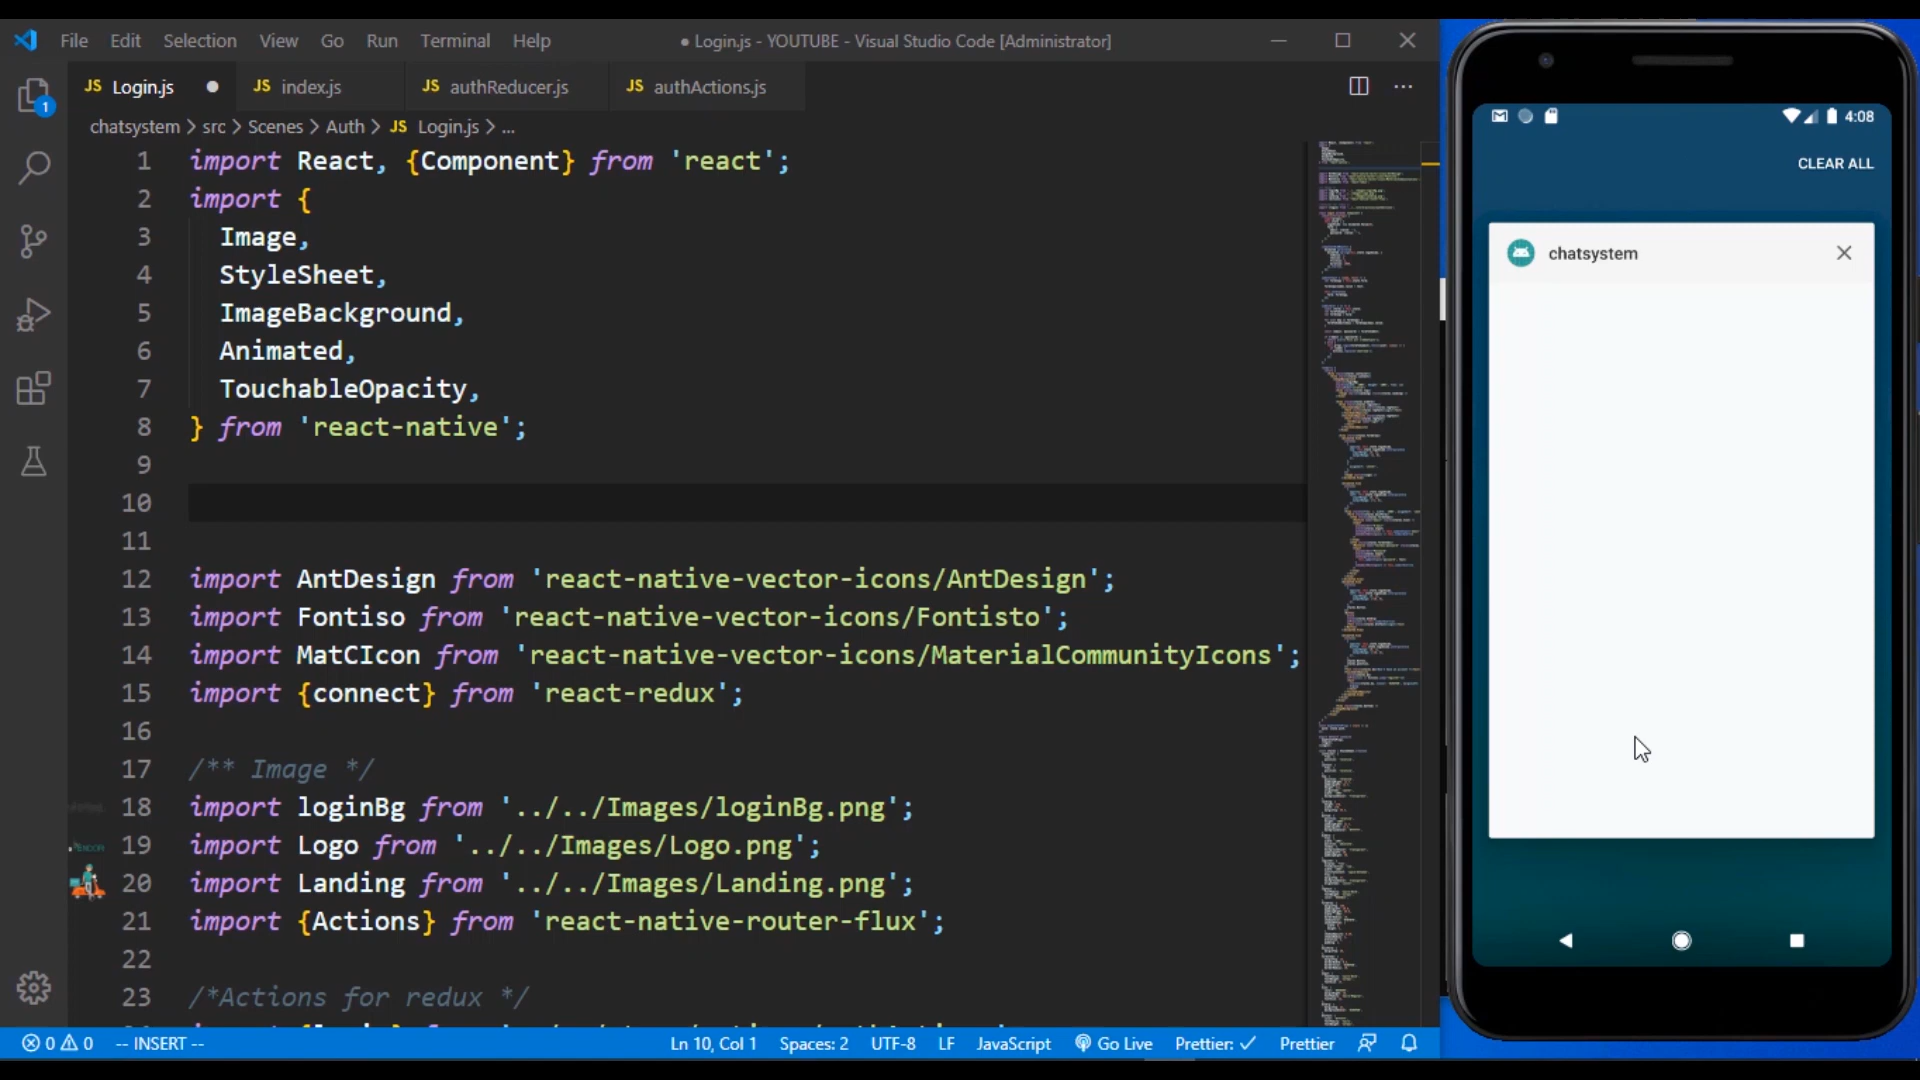 File Edit Selection View Go Run Terminal Help ● Login.js - YOUTUBE - Visual Studio Code [Administrator]
JS Login.js ● JS index.js JS authReducer.js JS authActions.js
chatsystem > src > Scenes > Auth > JS Login.js > ...
1 import React, {Component} from 'react';
2 import {
3 Image,
4 StyleSheet,
5 ImageBackground,
6 Animated,
7 TouchableOpacity,
8 } from 'react-native';
9
10
11
12 import AntDesign from 'react-native-vector-icons/AntDesign';
13 import Fontiso from 'react-native-vector-icons/Fontisto';
14 import MatCIcon from 'react-native-vector-icons/MaterialCommunityIcons';
15 import {connect} from 'react-redux';
16
17 /** Image */
18 import loginBg from '../../Images/loginBg.png';
19 import Logo from '../../Images/Logo.png';
20 import Landing from '../../Images/Landing.png';
21 import {Actions} from 'react-native-router-flux';
22
23 /*Actions for redux */
1
0 0 -- INSERT -- Ln 10, Col 1 Spaces: 2 UTF-8 LF JavaScript Go Live Prettier: ✓ Prettier
4:08
CLEAR ALL
chatsystem